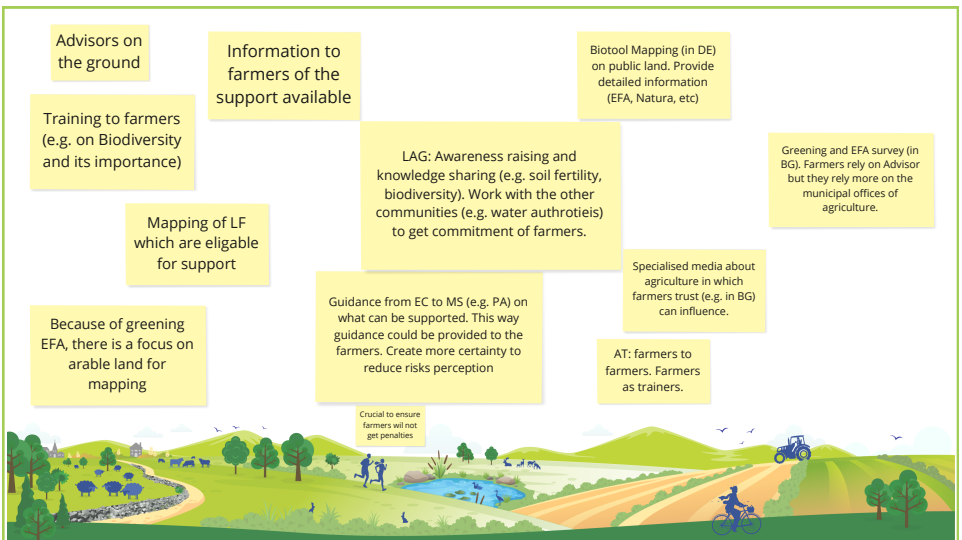 Advisors on
the ground
Information to
farmers of the
support available
Biotool Mapping (in DE)
on public land. Provide
detailed information
(EFA, Natura, etc)
Training to farmers
(e.g. on Biodiversity
and its importance)
LAG: Awareness raising and
knowledge sharing (e.g. soil fertility,
biodiversity). Work with the other
communities (e.g. water authrotieis)
to get commitment of farmers.
Greening and EFA survey (in
BG). Farmers rely on Advisor
but they rely more on the
municipal offices of
agriculture.
Mapping of LF
which are eligable
for support
Specialised media about
agriculture in which
farmers trust (e.g. in BG)
can influence.
Guidance from EC to MS (e.g. PA) on
what can be supported. This way
guidance could be provided to the
farmers. Create more certainty to
reduce risks perception
Because of greening
EFA, there is a focus on
arable land for
mapping
AT: farmers to
farmers. Farmers
as trainers.
Crucial to ensure
farmers wil not
get penalties